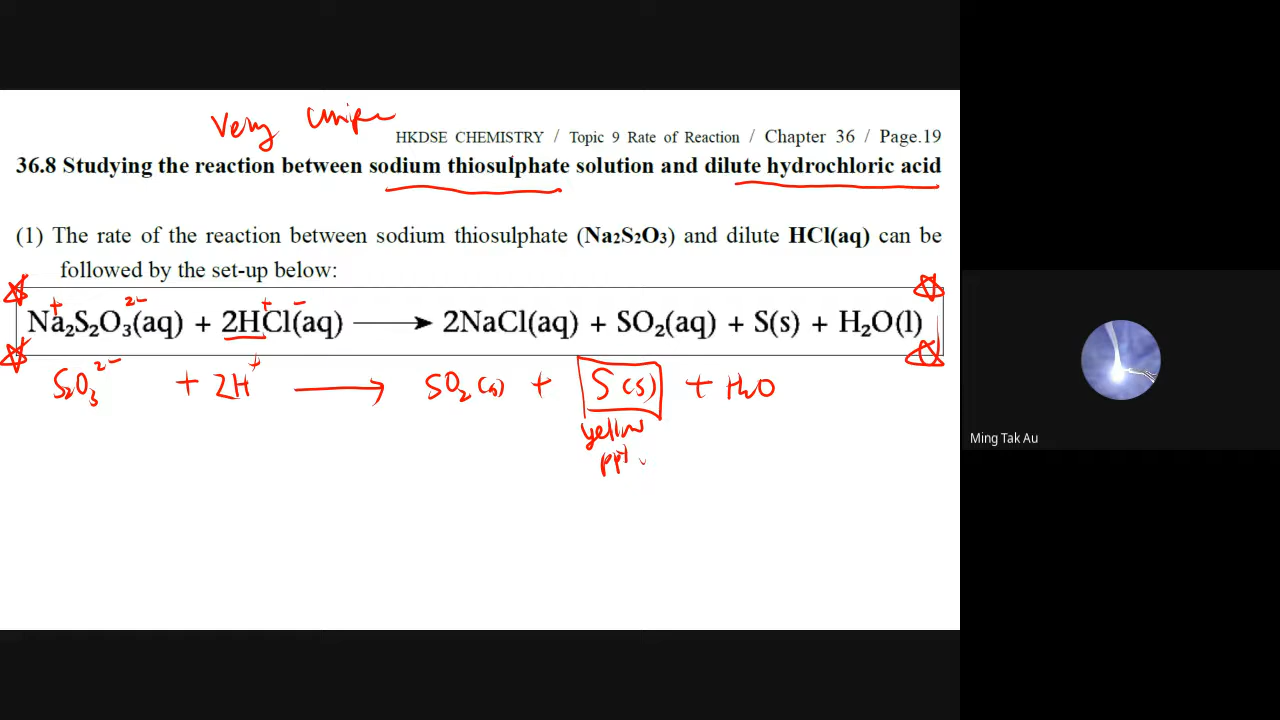 Very unique
HKDSE CHEMISTRY / Topic 9 Rate of Reaction / Chapter 36 / Page.19
36.8 Studying the reaction between sodium thiosulphate solution and dilute hydrochloric acid
(1) The rate of the reaction between sodium thiosulphate (Na₂S₂O₃) and dilute HCl(aq) can be
followed by the set-up below:
+ 2− + −
Na₂S₂O₃(aq) + 2HCl(aq) ⟶ 2NaCl(aq) + SO₂(aq) + S(s) + H₂O(l)
S₂O₃²⁻ + 2H⁺ ⟶ SO₂ + S(s) + H₂O
yellow
ppt
Ming Tak Au